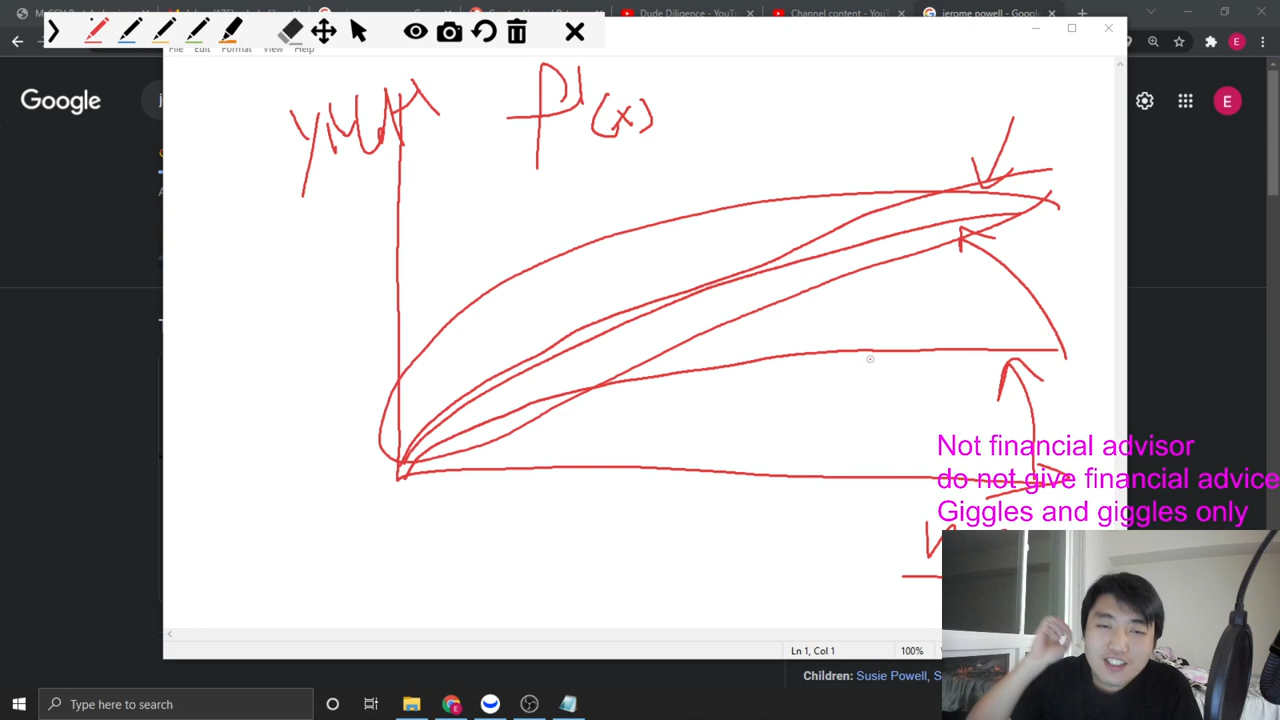 Dude Diligence - YouT
Channel content - YouT
jerome powell - Google
File Edit Format View Help
Google
E
E
yield
(x)
Not financial advisor
do not give financial advice
Giggles and giggles only
Ln 1, Col 1
100%
Children: Susie Powell, S
Type here to search